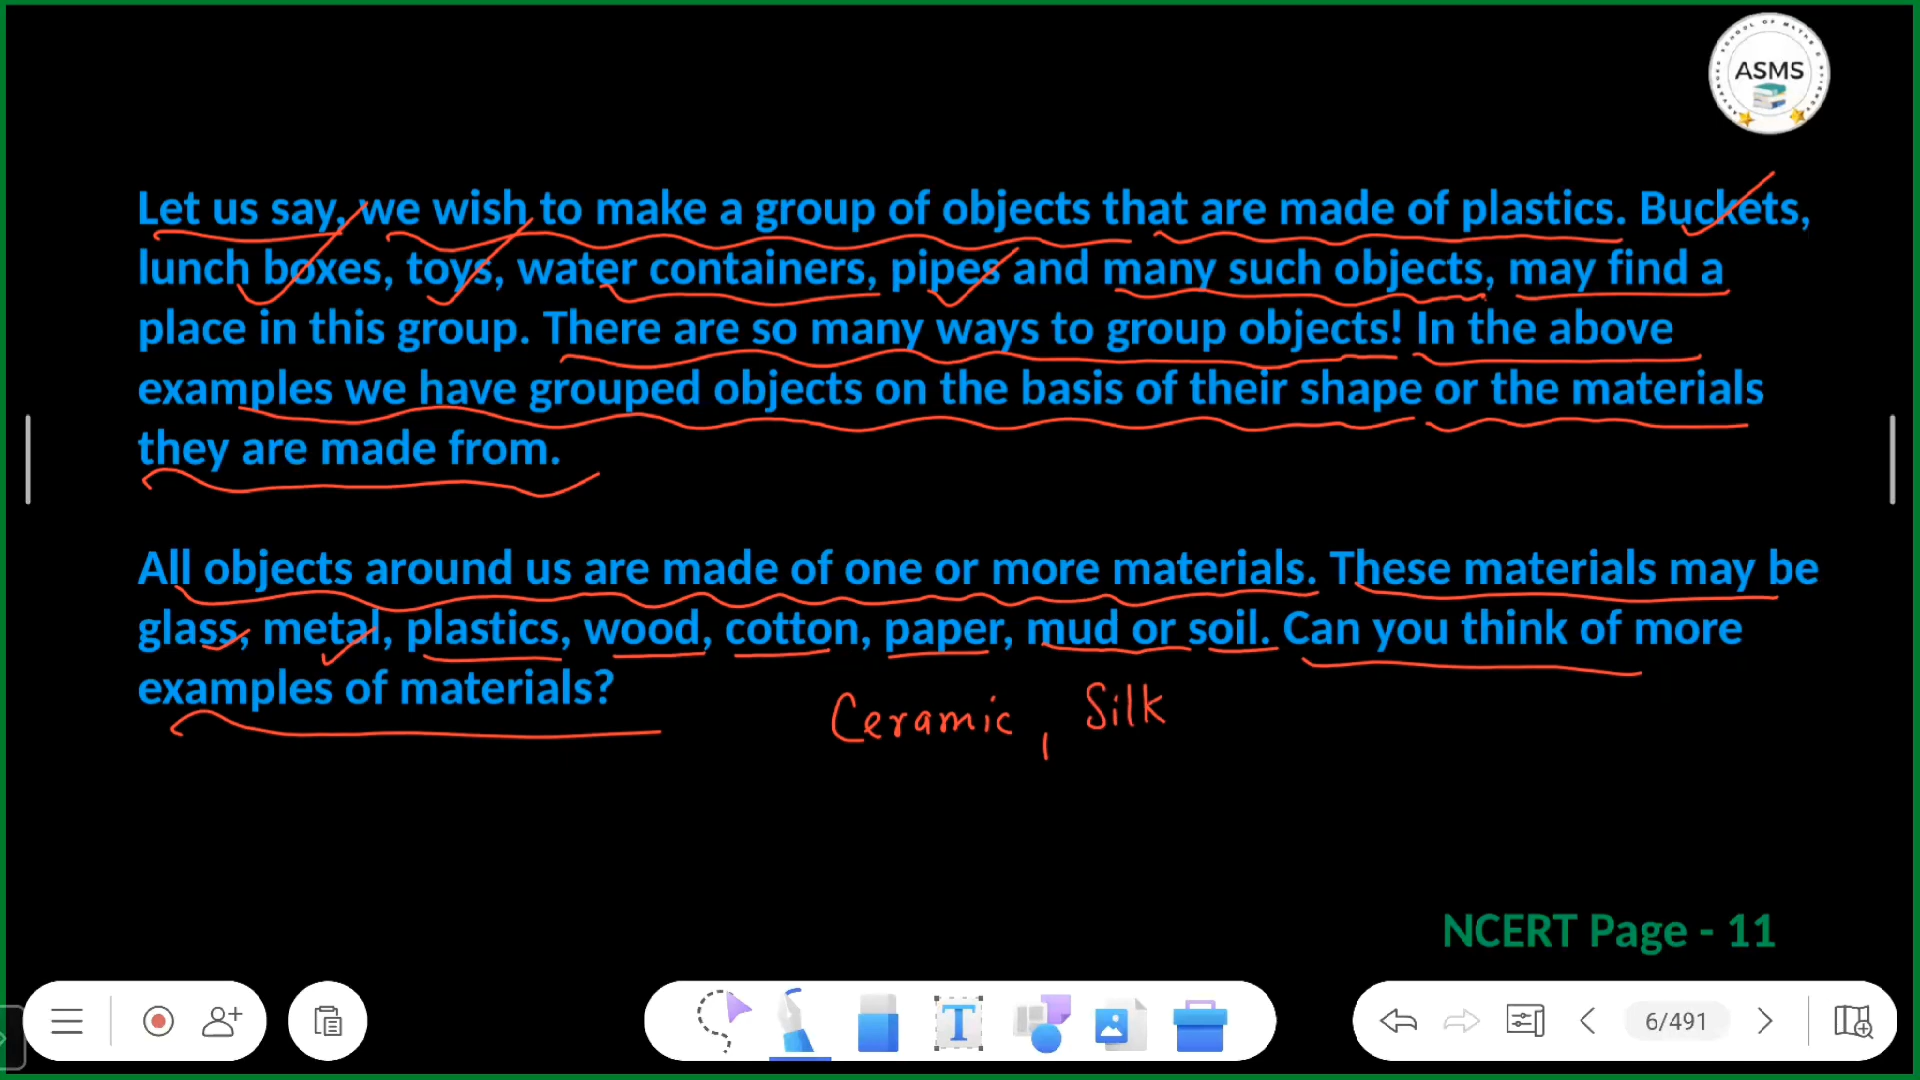 ASMS
Let us say, we wish to make a group of objects that are made of plastics. Buckets,
lunch boxes, toys, water containers, pipes and many such objects, may find a
place in this group. There are so many ways to group objects! In the above
examples we have grouped objects on the basis of their shape or the materials
they are made from.
All objects around us are made of one or more materials. These materials may be
glass, metal, plastics, wood, cotton, paper, mud or soil. Can you think of more
examples of materials?
Ceramic, Silk
NCERT Page - 11
T
6/491